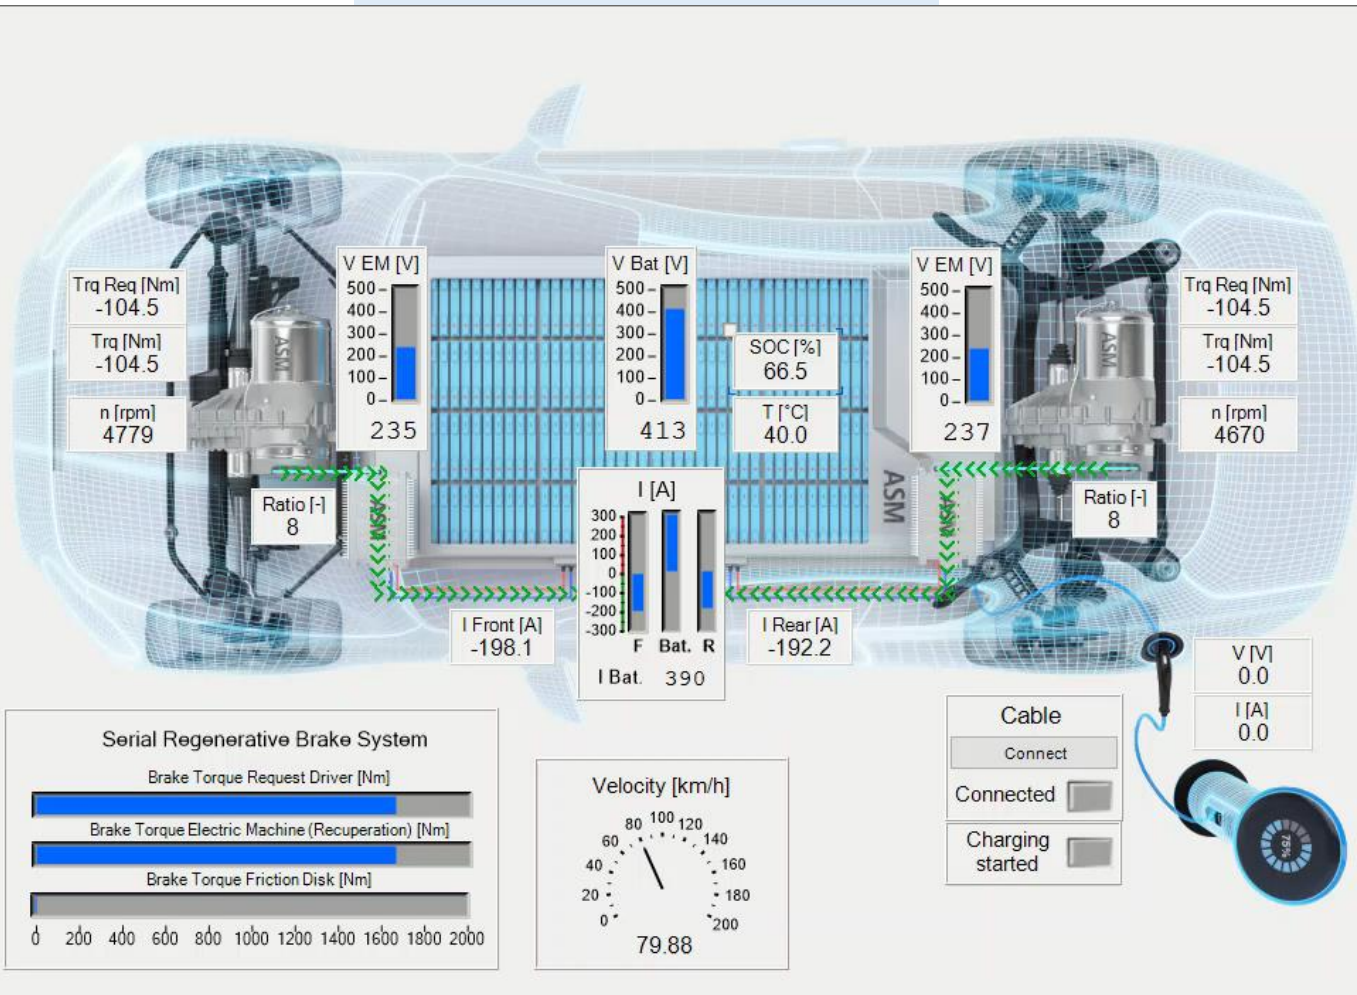 V EM [V]
500
400
300
200
100
0
235
V Bat [V]
500
400
300
200
100
0
413
V EM [V]
500
400
300
200
100
0
237
Trq Req [Nm]
-104.5
Trq [Nm]
-104.5
n [rpm]
4779
SOC [%]
66.5
T [°C]
40.0
Trq Req [Nm]
-104.5
Trq [Nm]
-104.5
n [rpm]
4670
ASM
ASM
ASM
ASM
ASM
Ratio [-]
8
Ratio [-]
8
I [A]
300
200
100
0
-100
-200
-300
F Bat. R
I Bat. 390
I Front [A]
-198.1
I Rear [A]
-192.2
V [V]
0.0
I [A]
0.0
Serial Regenerative Brake System
Brake Torque Request Driver [Nm]
Brake Torque Electric Machine (Recuperation) [Nm]
Brake Torque Friction Disk [Nm]
0 200 400 600 800 1000 1200 1400 1600 1800 2000
Velocity [km/h]
0
20
40
60
80
100
120
140
160
180
200
79.88
Cable
Connect
Connected
Charging
started
75%